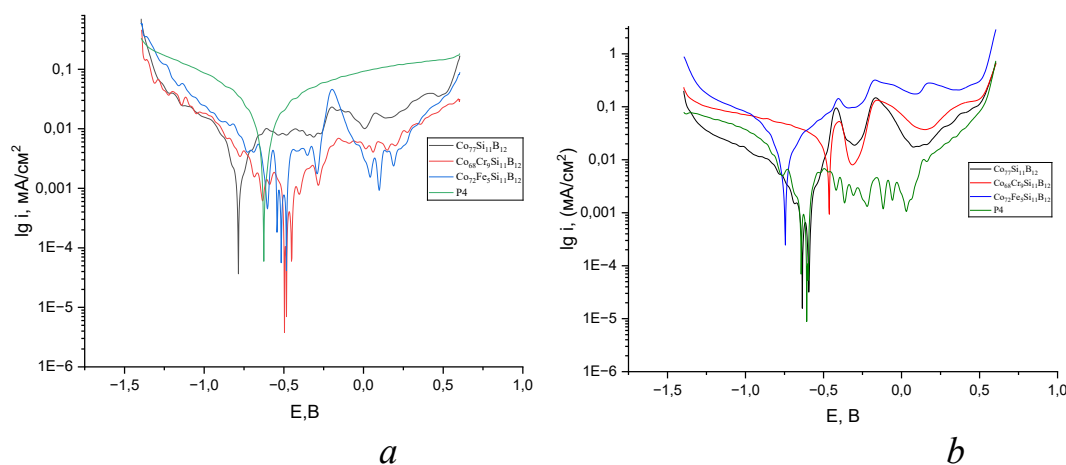 0,1
0,01
0,001
1E-4
1E-5
1E-6
lg i, мА/см²
−1,5
−1,0
−0,5
0,0
0,5
1,0
E,В
Co₇₇Si₁₁B₁₂
Co₆₈Cr₉Si₁₁B₁₂
Co₇₂Fe₅Si₁₁B₁₂
P4
a
1
0,1
0,01
0,001
1E-4
1E-5
1E-6
lg i, (мА/см²)
−1,5
−1,0
−0,5
0,0
0,5
1,0
E, В
Co₇₇Si₁₁B₁₂
Co₆₈Cr₉Si₁₁B₁₂
Co₇₂Fe₅Si₁₁B₁₂
P4
b